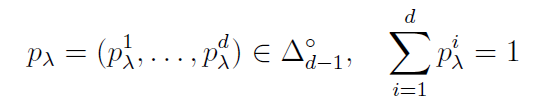 p_λ = (p_λ^1, . . . , p_λ^d) ∈ Δ_{d−1}^∘, ∑_{i=1}^{d} p_λ^i = 1